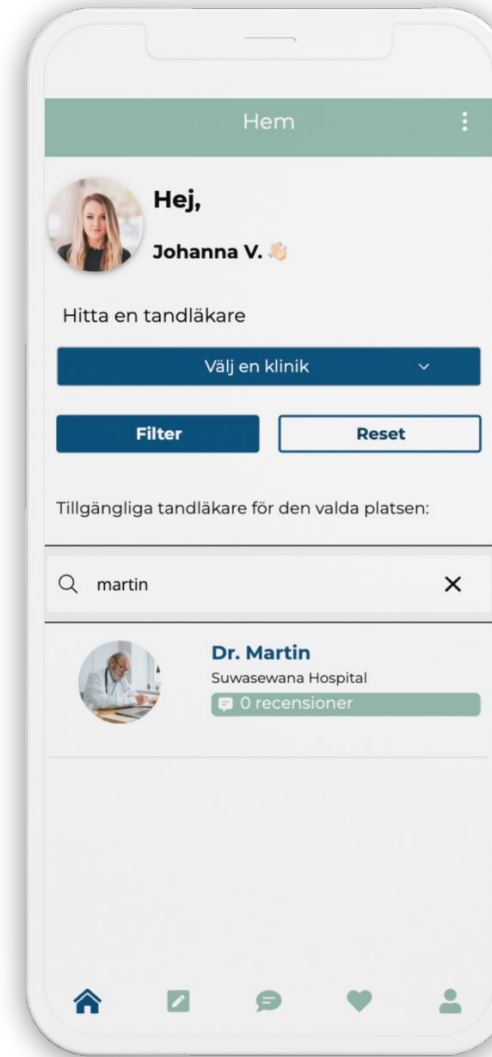 Hem
Hej,
Johanna V. 👋🏻
Hitta en tandläkare
Välj en klinik
Filter
Reset
Tillgängliga tandläkare för den valda platsen:
martin
Dr. Martin
Suwasewana Hospital
0 recensioner